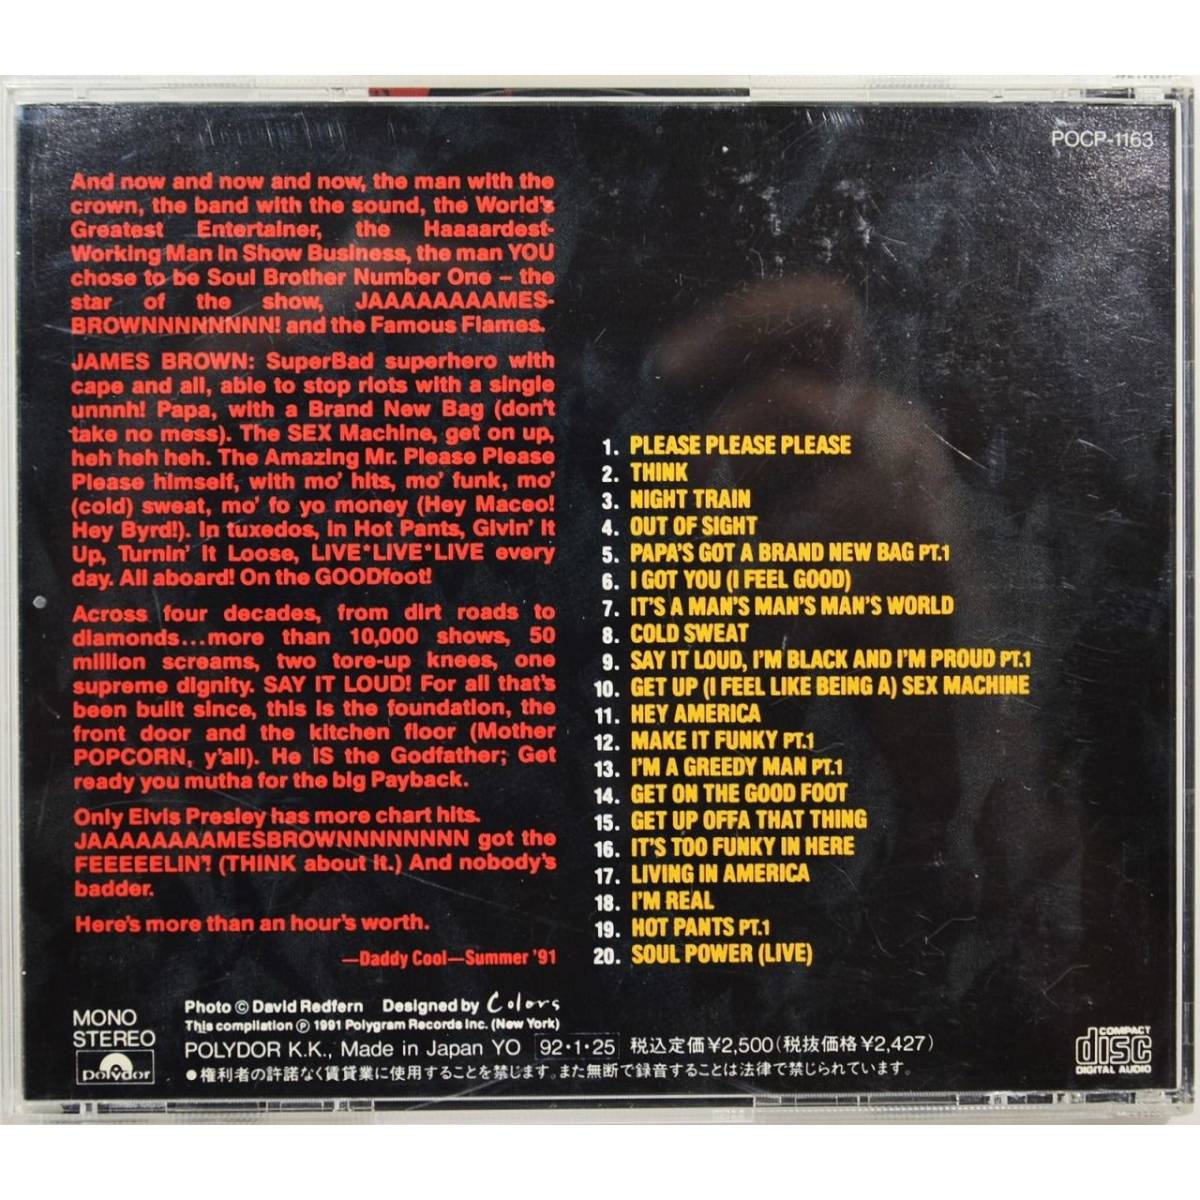 POCP-1163
And now and now and now, the man with the
crown, the band with the sound, the World's
Greatest Entertainer, the Haaaardest-
Working Man In Show Business, the man YOU
chose to be Soul Brother Number One – the
star of the show, JAAAAAAAAMES-
BROWNNNNNNNN! and the Famous Flames.
JAMES BROWN: SuperBad superhero with
cape and all, able to stop riots with a single
unnnh! Papa, with a Brand New Bag (don't
take no mess). The SEX Machine, get on up,
heh heh heh. The Amazing Mr. Please Please
Please himself, with mo' hits, mo' funk, mo'
(cold) sweat, mo' fo yo money (Hey Maceo!
Hey Byrd!). In tuxedos, in Hot Pants, Givin' It
Up, Turnin' It Loose, LIVE*LIVE*LIVE every
day. All aboard! On the GOODfoot!
Across four decades, from dirt roads to
diamonds...more than 10,000 shows, 50
million screams, two tore-up knees, one
supreme dignity. SAY IT LOUD! For all that's
been built since, this is the foundation, the
front door and the kitchen floor (Mother
POPCORN, y'all). He IS the Godfather; Get
ready you mutha for the big Payback.
Only Elvis Presley has more chart hits.
JAAAAAAAAMESBROWNNNNNNNN got the
FEEEEELIN'! (THINK about it.) And nobody's
badder.
Here's more than an hour's worth.
—Daddy Cool—Summer '91
1. PLEASE PLEASE PLEASE
2. THINK
3. NIGHT TRAIN
4. OUT OF SIGHT
5. PAPA'S GOT A BRAND NEW BAG PT.1
6. I GOT YOU (I FEEL GOOD)
7. IT'S A MAN'S MAN'S MAN'S WORLD
8. COLD SWEAT
9. SAY IT LOUD, I'M BLACK AND I'M PROUD PT.1
10. GET UP (I FEEL LIKE BEING A) SEX MACHINE
11. HEY AMERICA
12. MAKE IT FUNKY PT.1
13. I'M A GREEDY MAN PT.1
14. GET ON THE GOOD FOOT
15. GET UP OFFA THAT THING
16. IT'S TOO FUNKY IN HERE
17. LIVING IN AMERICA
18. I'M REAL
19. HOT PANTS PT.1
20. SOUL POWER (LIVE)
MONO
STEREO
polydor
Photo © David Redfern Designed by Colors
This compilation ℗ 1991 Polygram Records Inc. (New York)
POLYDOR K.K., Made in Japan YO 92·1·25 税込定価¥2,500(税抜価格¥2,427)
●権利者の許諾なく賃貸業に使用することを禁じます。また無断で録音することは法律で禁じられています。
COMPACT
disc
DIGITAL AUDIO